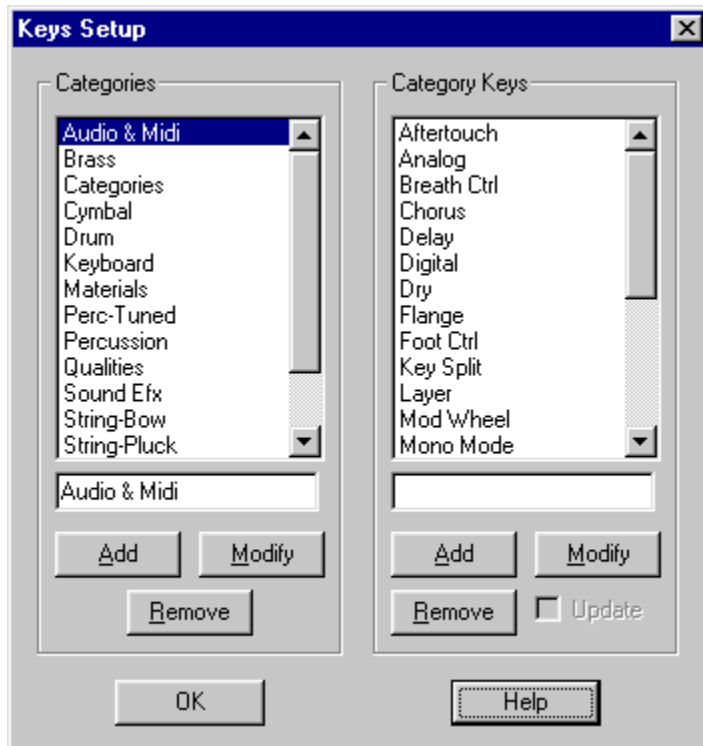 Keys Setup
Categories
Audio & Midi
Brass
Categories
Cymbal
Drum
Keyboard
Materials
Perc-Tuned
Percussion
Qualities
Sound Efx
String-Bow
String-Pluck
Audio & Midi
Add
Modify
Remove
Category Keys
Aftertouch
Analog
Breath Ctrl
Chorus
Delay
Digital
Dry
Flange
Foot Ctrl
Key Split
Layer
Mod Wheel
Mono Mode
Add
Modify
Remove
Update
OK
Help